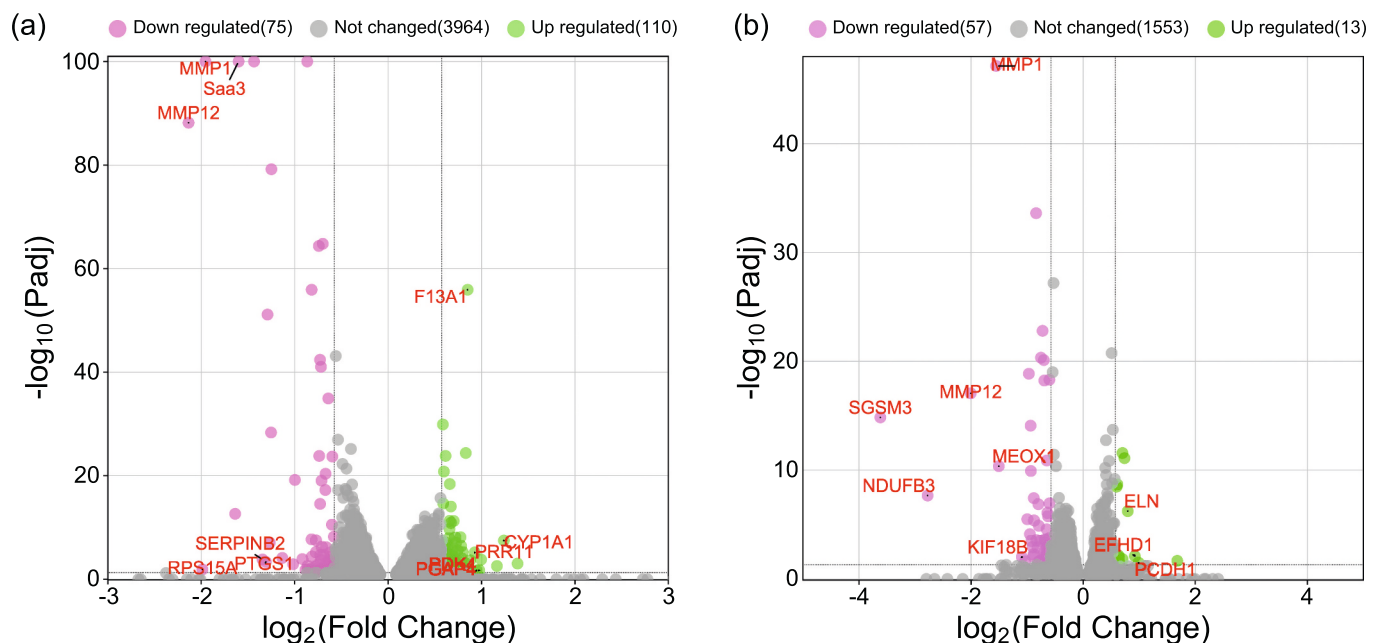 (a)
Down regulated(75) Not changed(3964) Up regulated(110)
100
80
60
40
20
0
-log10(Padj)
MMP1
Saa3
MMP12
F13A1
SERPINB2
RPS15A
PTGS1
CYP1A1
PRR11
PDK4
PGAP4
-3 -2 -1 0 1 2 3
log2(Fold Change)
(b)
Down regulated(57) Not changed(1553) Up regulated(13)
40
30
20
10
0
-log10(Padj)
MMP1
MMP12
SGSM3
MEOX1
NDUFB3
ELN
KIF18B
EFHD1
PCDH1
-4 -2 0 2 4
log2(Fold Change)